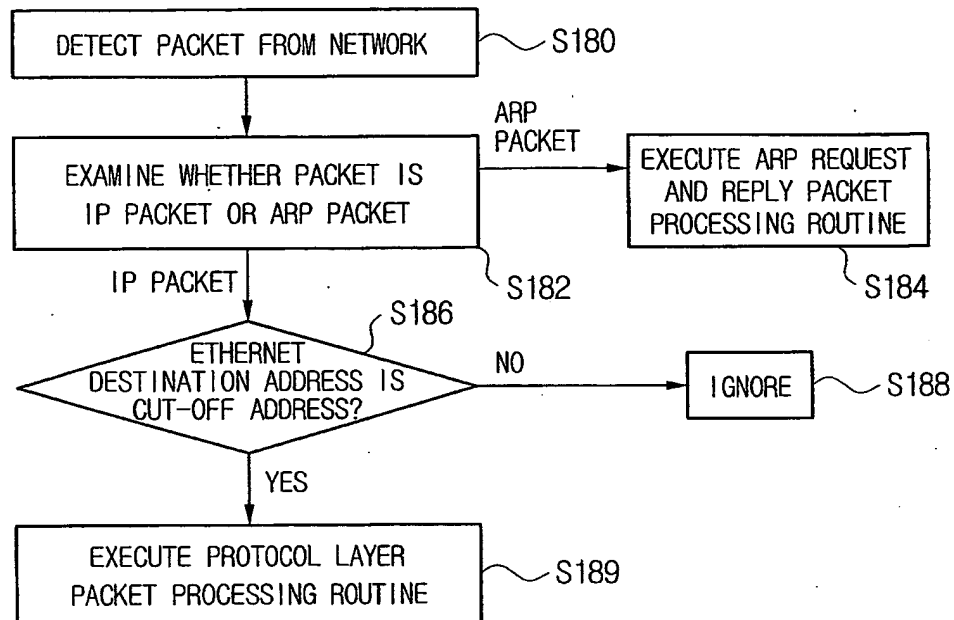 DETECT PACKET FROM NETWORK
S180
ARP
PACKET
EXAMINE WHETHER PACKET IS
IP PACKET OR ARP PACKET
S182
EXECUTE ARP REQUEST
AND REPLY PACKET
PROCESSING ROUTINE
S184
IP PACKET
S186
ETHERNET
DESTINATION ADDRESS IS
CUT-OFF ADDRESS?
NO
IGNORE
S188
YES
EXECUTE PROTOCOL LAYER
PACKET PROCESSING ROUTINE
S189